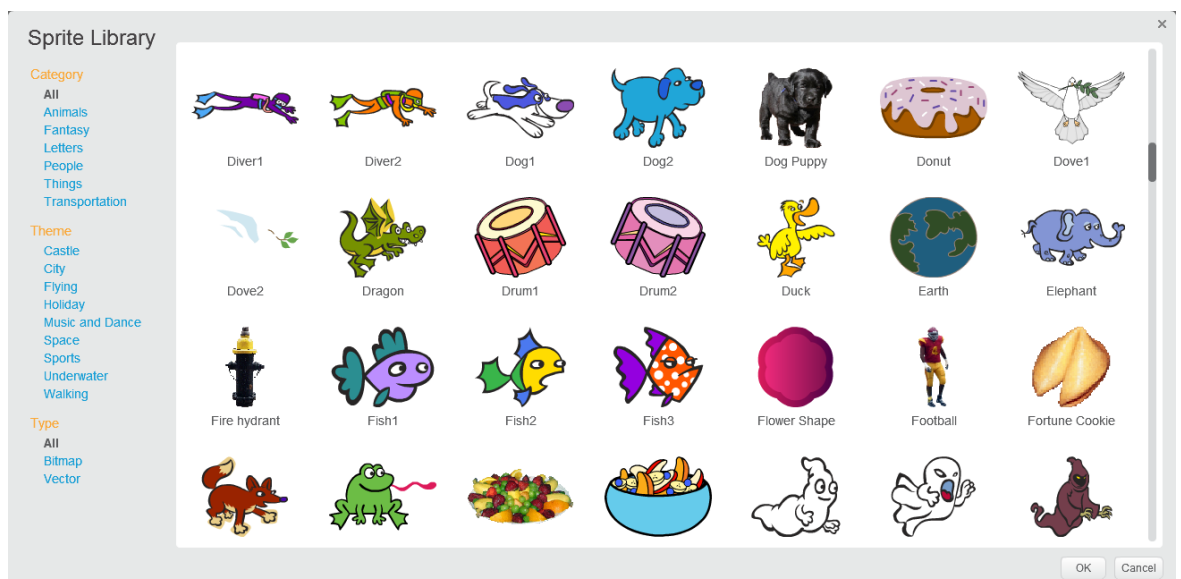 Sprite Library
×
Category
All
Animals
Fantasy
Letters
People
Things
Transportation
Theme
Castle
City
Flying
Holiday
Music and Dance
Space
Sports
Underwater
Walking
Type
All
Bitmap
Vector
Diver1 Diver2 Dog1 Dog2 Dog Puppy Donut Dove1
Dove2 Dragon Drum1 Drum2 Duck Earth Elephant
Fire hydrant Fish1 Fish2 Fish3 Flower Shape Football Fortune Cookie
OK Cancel